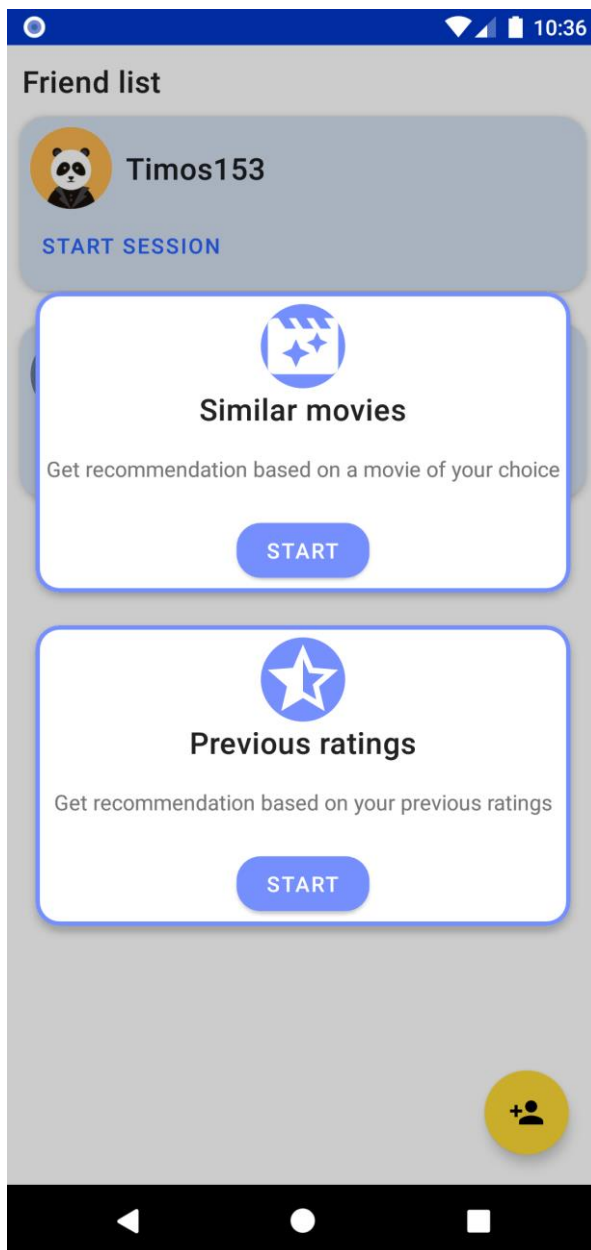 10:36
Friend list
Timos153
START SESSION
Similar movies
Get recommendation based on a movie of your choice
START
Previous ratings
Get recommendation based on your previous ratings
START